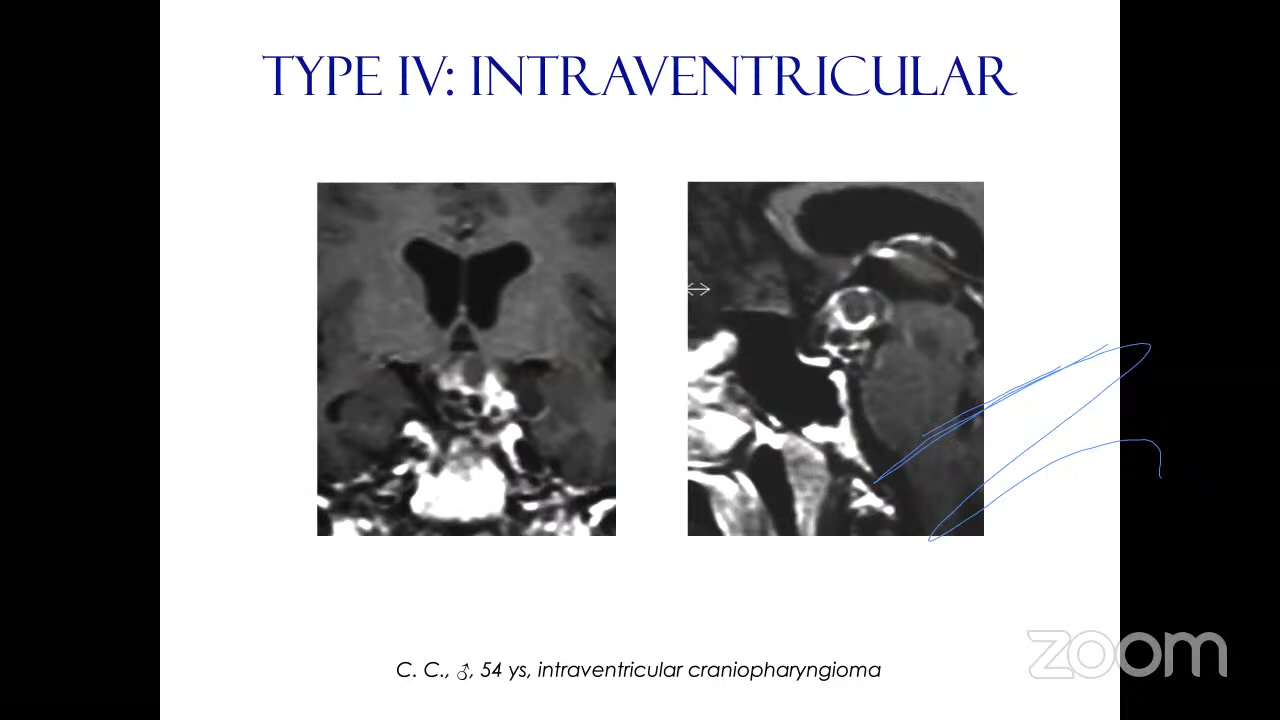 TYPE IV: INTRAVENTRICULAR
C. C., ♂, 54 ys, intraventricular craniopharyngioma
zoom